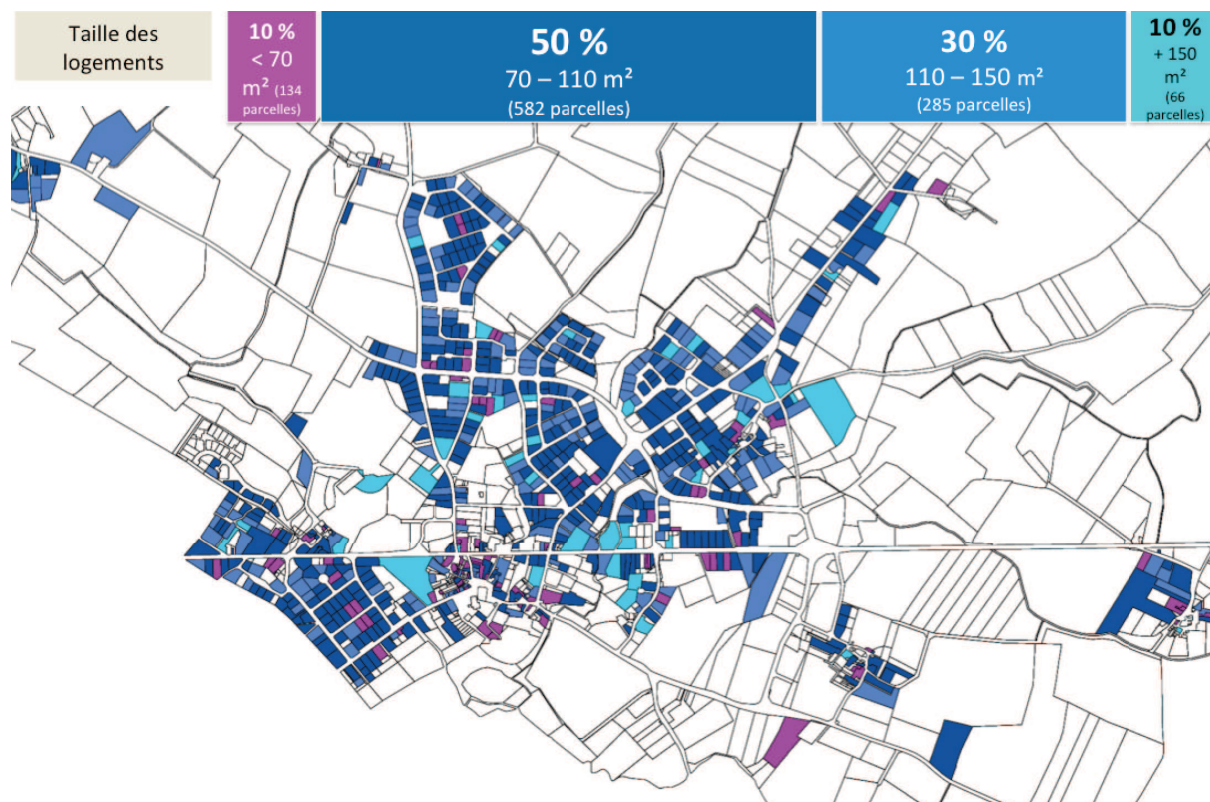 Taille des
logements
10 %
< 70
m² (134
parcelles)
50 %
70 – 110 m²
(582 parcelles)
30 %
110 – 150 m²
(285 parcelles)
10 %
+ 150
m²
(66
parcelles)